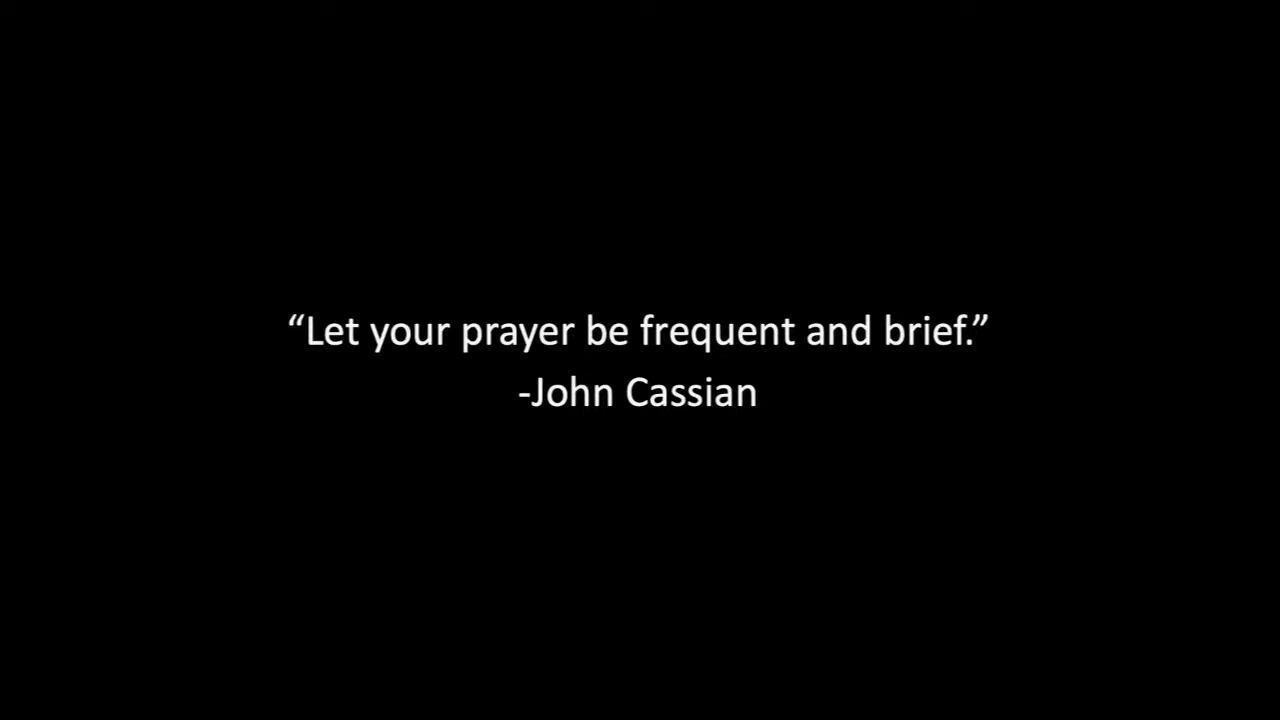 “Let your prayer be frequent and brief.”
-John Cassian